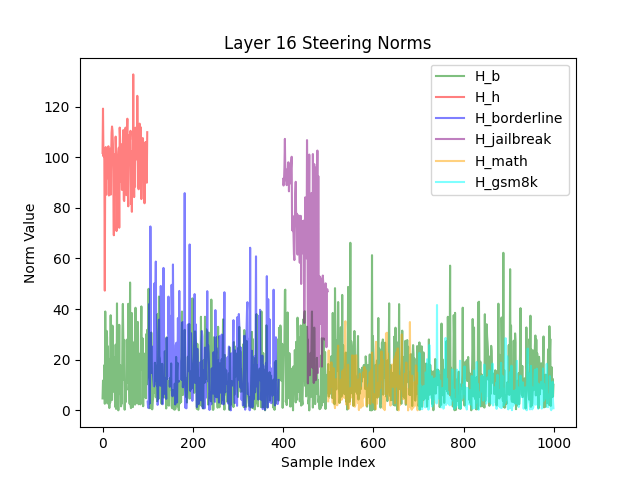 Layer 16 Steering Norms
Norm Value
120
100
80
60
40
20
0
H_b
H_h
H_borderline
H_jailbreak
H_math
H_gsm8k
0
200
400
600
800
1000
Sample Index